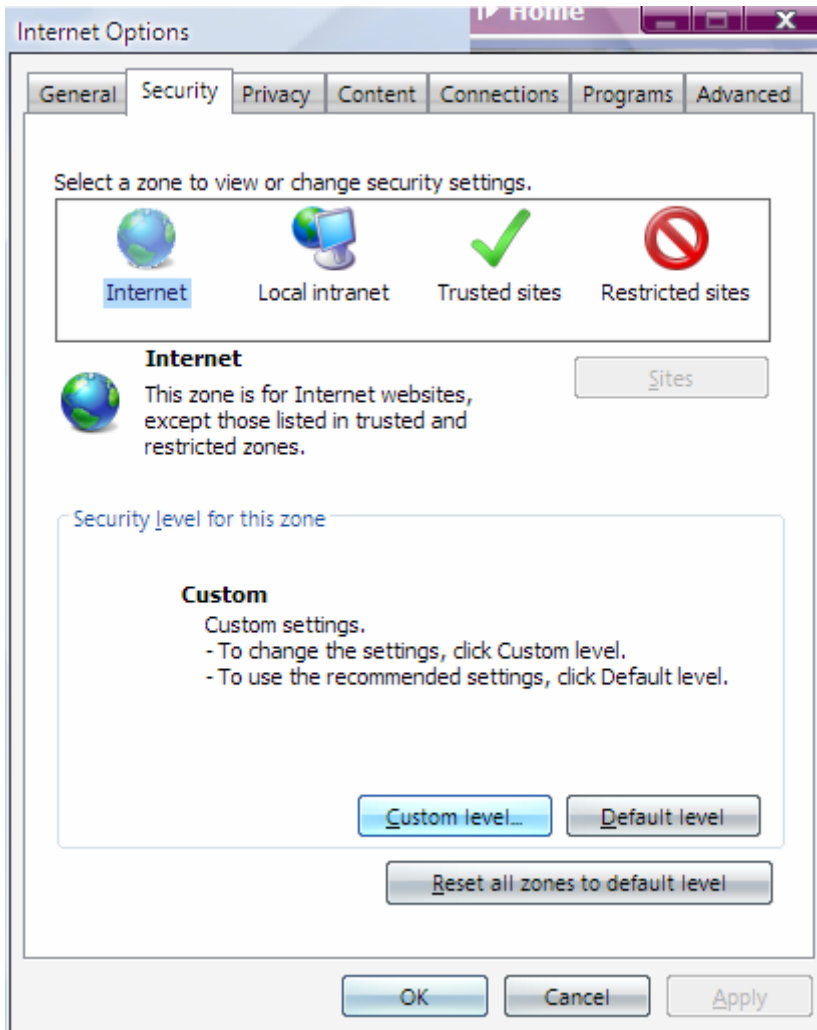 Home
Internet Options
X
General Security Privacy Content Connections Programs Advanced
Select a zone to view or change security settings.
Internet Local intranet Trusted sites Restricted sites
Internet
Sites
This zone is for Internet websites,
except those listed in trusted and
restricted zones.
Security level for this zone
Custom
Custom settings.
- To change the settings, click Custom level.
- To use the recommended settings, click Default level.
Custom level... Default level
Reset all zones to default level
OK Cancel Apply